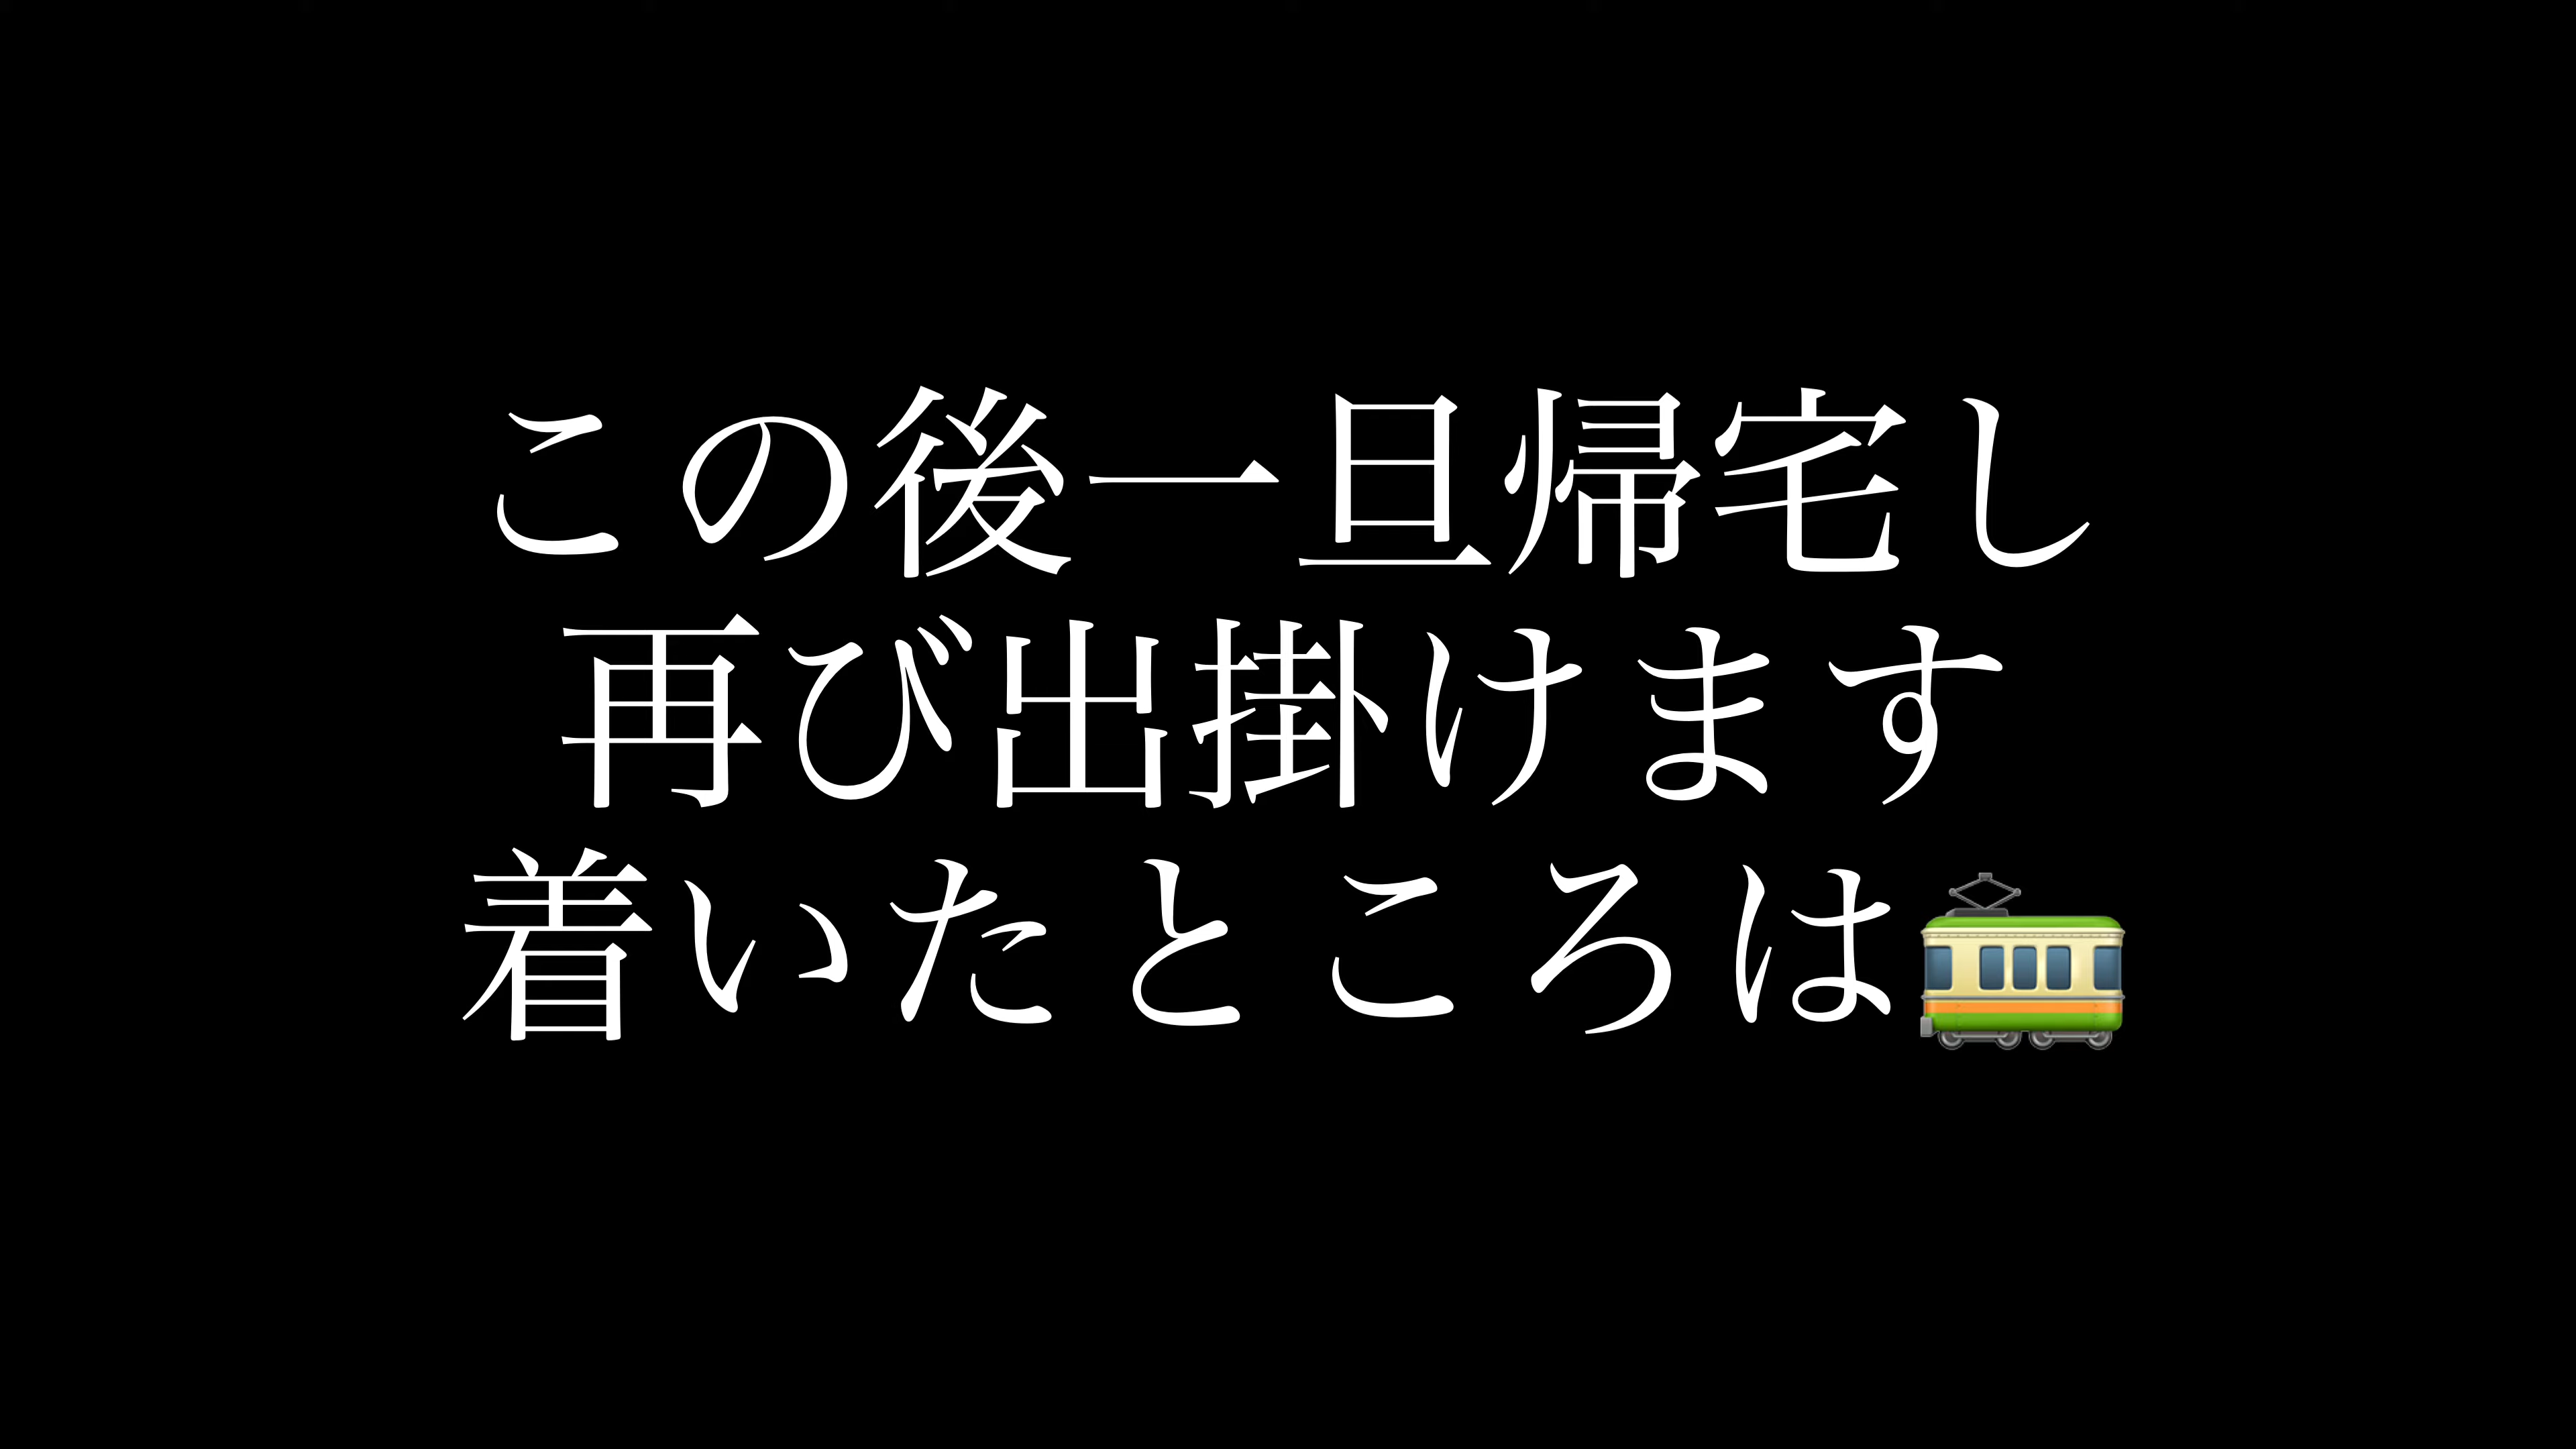 この後一旦帰宅し
再び出掛けます
着いたところは🚃